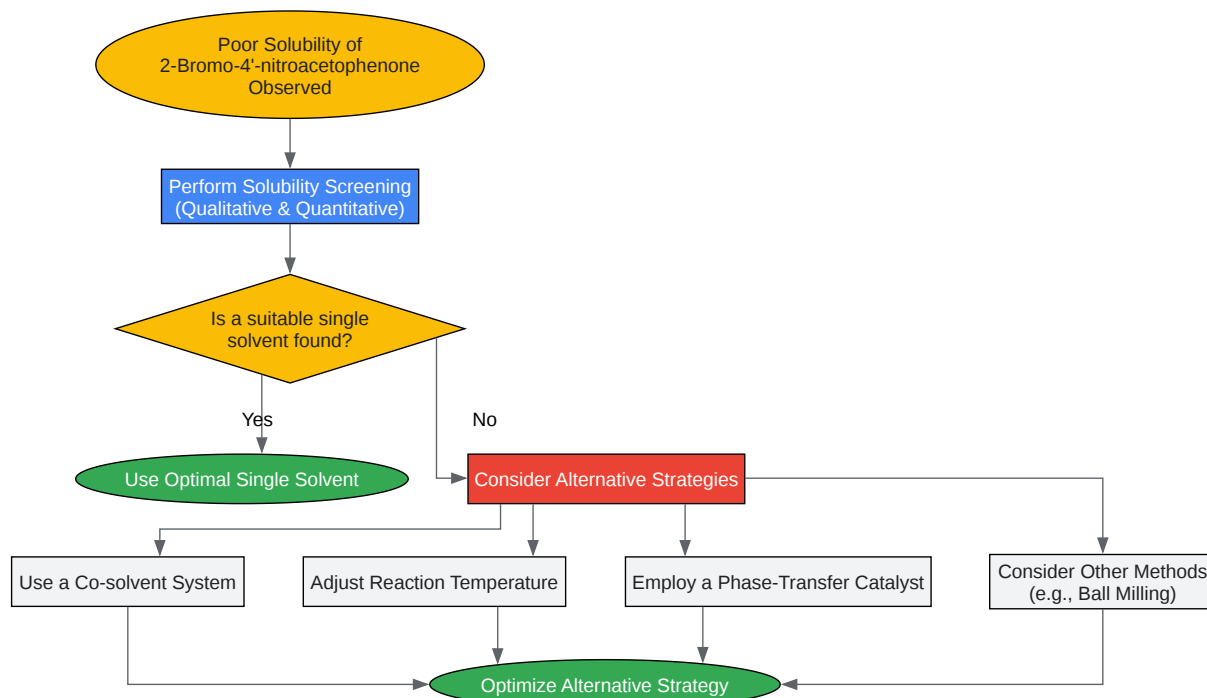 Poor Solubility of
2-Bromo-4'-nitroacetophenone
Observed
Perform Solubility Screening
(Qualitative & Quantitative)
Is a suitable single
solvent found?
Yes
No
Use Optimal Single Solvent
Consider Alternative Strategies
Use a Co-solvent System
Adjust Reaction Temperature
Employ a Phase-Transfer Catalyst
Consider Other Methods
(e.g., Ball Milling)
Optimize Alternative Strategy